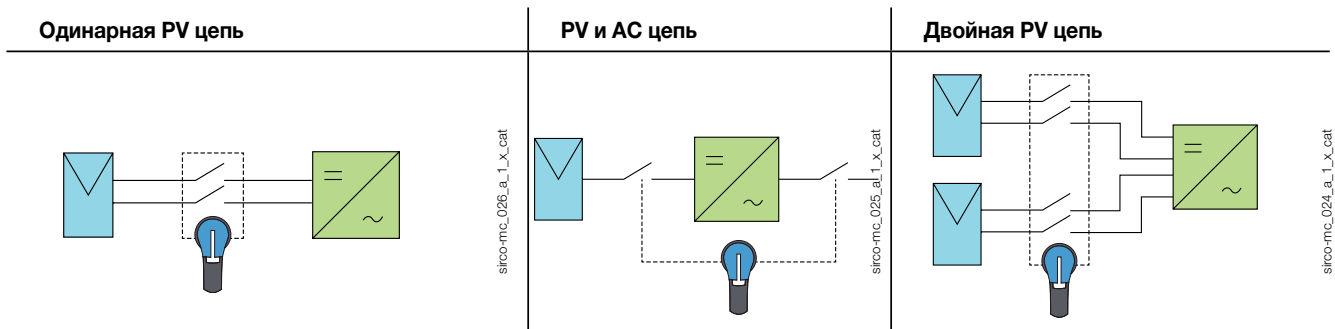 Одинарная PV цепь
PV и AC цепь
Двойная PV цепь
sirco-mc_026_a_1_x_cat
sirco-mc_025_a_1_x_cat
sirco-mc_024_a_1_x_cat